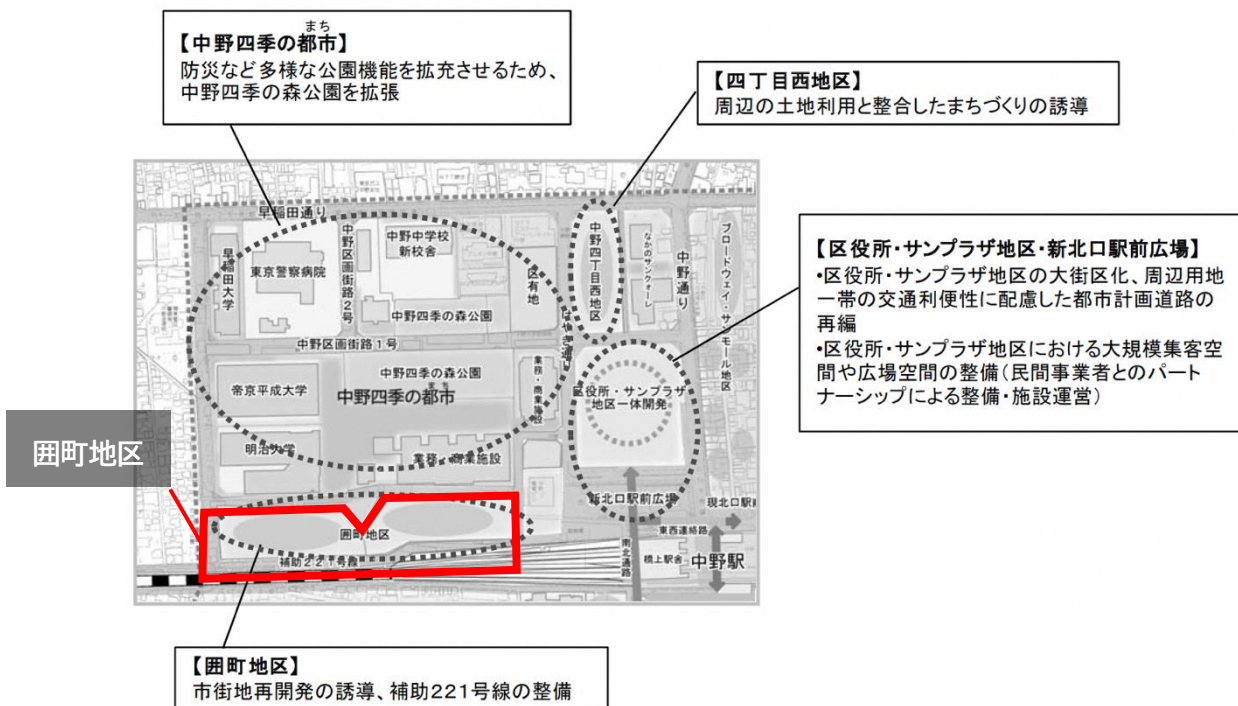 【中野四季の都市】
まち
防災など多様な公園機能を拡充させるため、
中野四季の森公園を拡張
【四丁目西地区】
周辺の土地利用と整合したまちづくりの誘導
【区役所・サンプラザ地区・新北口駅前広場】
•区役所・サンプラザ地区の大街区化、周辺用地
一帯の交通利便性に配慮した都市計画道路の
再編
•区役所・サンプラザ地区における大規模集客空
間や広場空間の整備(民間事業者とのパート
ナーシップによる整備・施設運営)
早稲田通り
早稲田大学
東京警察病院
中野区画街路2号
中野中学校
新校舎
区有地
中野四季の森公園
中野四丁目西地区
なかのサンクォーレ
中野通り
ブロードウェイ・サンモール地区
けやき通り
中野区画街路1号
帝京平成大学
中野四季の森公園
まち
中野四季の都市
業務・商業施設
区役所・サンプラザ
地区一体開発
明治大学
業務・商業施設
囲町地区
新北口駅前広場
現北口駅前
囲町地区
東西連絡路
補助221号線
南北通路
橋上駅舎
中野駅
【囲町地区】
市街地再開発の誘導、補助221号線の整備